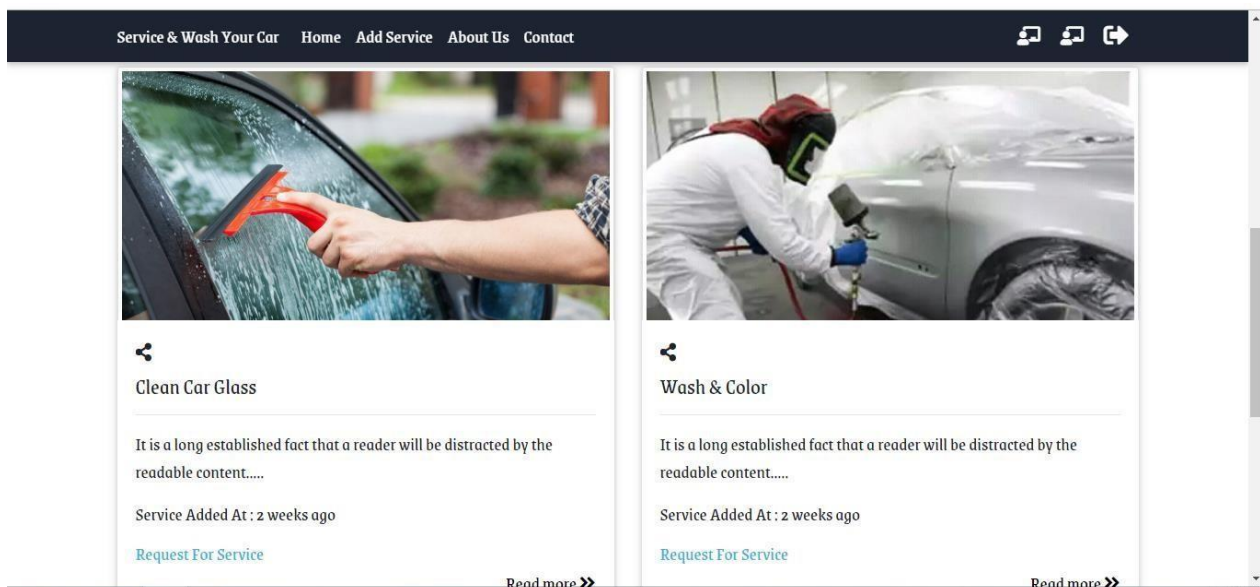 Service & Wash Your Car Home Add Service About Us Contact
Clean Car Glass
It is a long established fact that a reader will be distracted by the
readable content.....
Service Added At : 2 weeks ago
Request For Service
Read more
Wash & Color
It is a long established fact that a reader will be distracted by the
readable content.....
Service Added At : 2 weeks ago
Request For Service
Read more